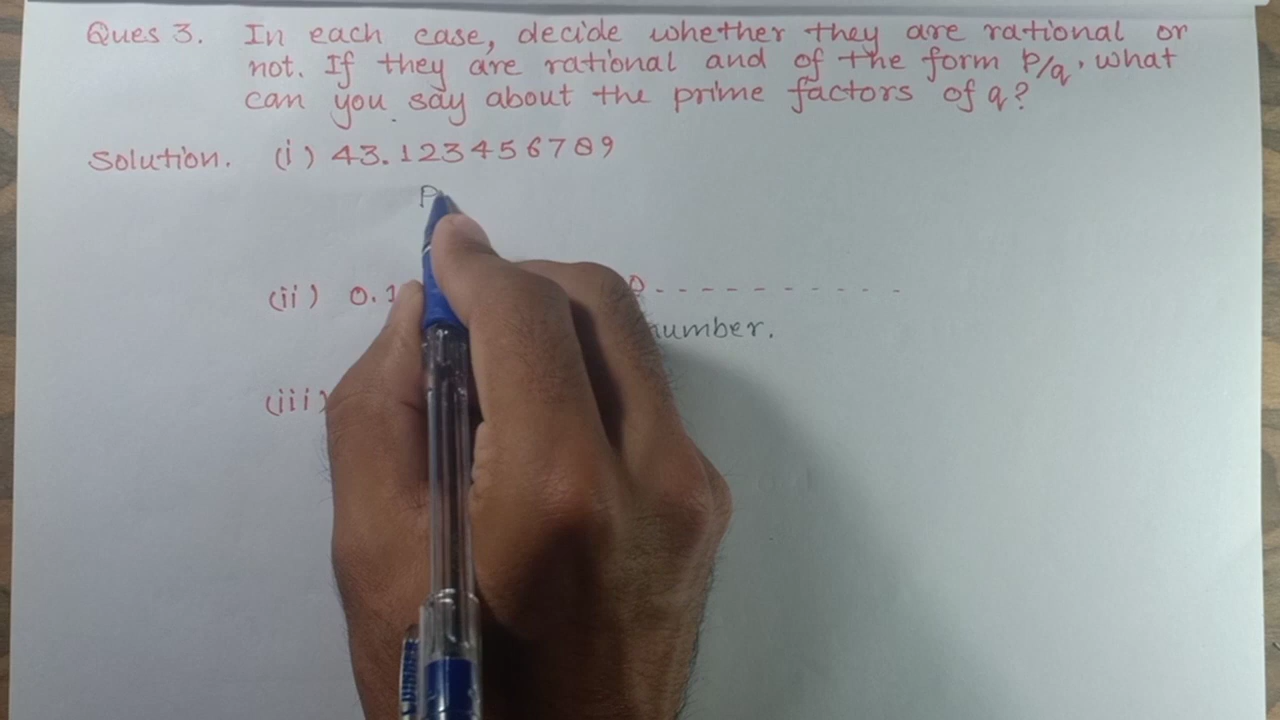 Ques 3. In each case, decide whether they are rational or
not. If they are rational and of the form P/q, what
can you say about the prime factors of q?
Solution. (i) 43.123456789
P
(ii) 0.1 0----------
number.
(iii)